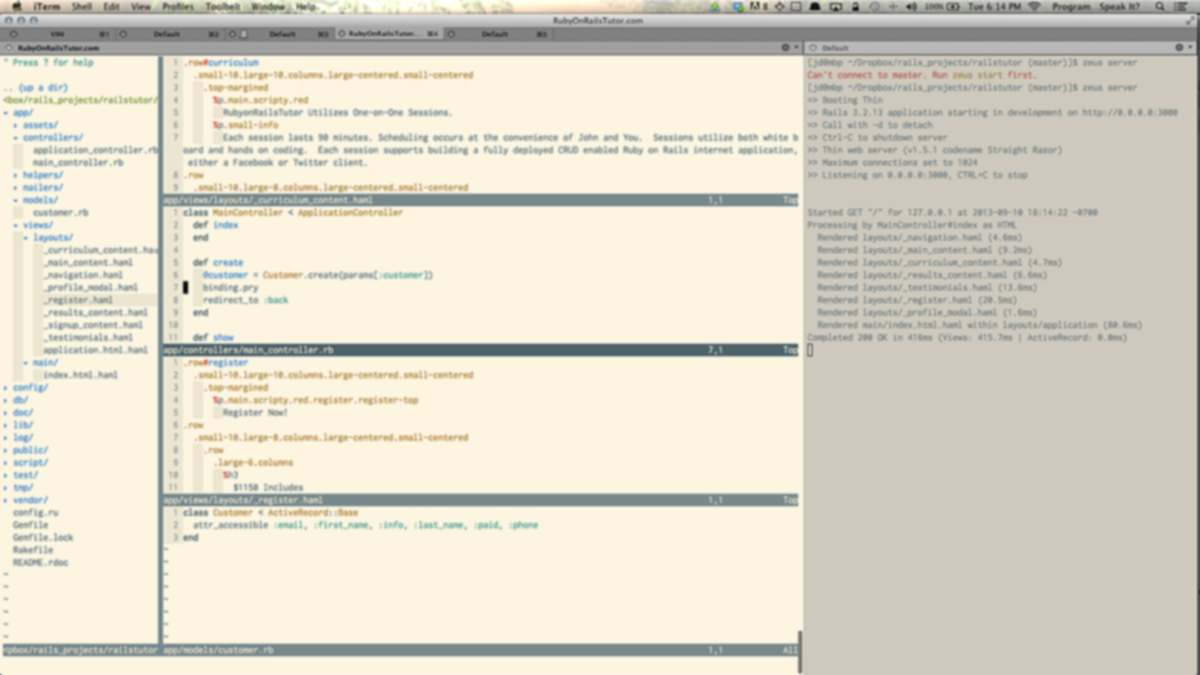 iTerm Shell Edit View Profiles Toolbelt Window Help
100% Tue 6:14 PM Program. Speak It?
RubyOnRailsTutor.com
VIM ⌘1 Default ⌘2 Default ⌘3 RubyOnRailsTutor... ⌘4 Default ⌘5
RubyOnRailsTutor.com
Default
" Press ? for help
.. (up a dir)
<box/rails_projects/railstutor/
app/
assets/
controllers/
application_controller.rb
main_controller.rb
helpers/
mailers/
models/
customer.rb
views/
layouts/
_curriculum_content.ha
_main_content.haml
_navigation.haml
_profile_modal.haml
_register.haml
_results_content.haml
_signup_content.haml
_testimonials.haml
application.html.haml
main/
index.html.haml
config/
db/
doc/
lib/
log/
public/
script/
test/
tmp/
vendor/
config.ru
Gemfile
Gemfile.lock
Rakefile
README.rdoc
~
~
~
~
~
~
<pbox/rails_projects/railstutor
1 .row#curriculum
2 .small-10.large-10.columns.large-centered.small-centered
3 .top-margined
4 %p.main.scripty.red
5 RubyonRailsTutor Utilizes One-on-One Sessions.
6 %p.small-info
7 Each session lasts 90 minutes. Scheduling occurs at the convenience of John and You. Sessions utilize both white b
oard and hands on coding. Each session supports building a fully deployed CRUD enabled Ruby on Rails internet application,
either a Facebook or Twitter client.
8 .row
9 .small-10.large-8.columns.large-centered.small-centered
app/views/layouts/_curriculum_content.haml 1,1 Top
1 class MainController < ApplicationController
2 def index
3 end
4
5 def create
6 @customer = Customer.create(params[:customer])
7 binding.pry
8 redirect_to :back
9 end
10
11 def show
app/controllers/main_controller.rb 7,1 Top
1 .row#register
2 .small-10.large-10.columns.large-centered.small-centered
3 .top-margined
4 %p.main.scripty.red.register.register-top
5 Register Now!
6 .row
7 .small-10.large-8.columns.large-centered.small-centered
8 .row
9 .large-6.columns
10 %h3
11 $1150 Includes
app/views/layouts/_register.haml 1,1 Top
1 class Customer < ActiveRecord::Base
2 attr_accessible :email, :first_name, :info, :last_name, :paid, :phone
3 end
~
~
~
~
~
~
~
~
app/models/customer.rb 1,1 All
[jd@mbp ~/Dropbox/rails_projects/railstutor (master)]$ zeus server
Can't connect to master. Run zeus start first.
[jd@mbp ~/Dropbox/rails_projects/railstutor (master)]$ zeus server
=> Booting Thin
=> Rails 3.2.13 application starting in development on http://0.0.0.0:3000
=> Call with -d to detach
=> Ctrl-C to shutdown server
>> Thin web server (v1.5.1 codename Straight Razor)
>> Maximum connections set to 1024
>> Listening on 0.0.0.0:3000, CTRL+C to stop
Started GET "/" for 127.0.0.1 at 2013-09-10 18:14:22 -0700
Processing by MainController#index as HTML
Rendered layouts/_navigation.haml (4.6ms)
Rendered layouts/_main_content.haml (9.2ms)
Rendered layouts/_curriculum_content.haml (4.7ms)
Rendered layouts/_results_content.haml (6.6ms)
Rendered layouts/_testimonials.haml (13.6ms)
Rendered layouts/_register.haml (20.5ms)
Rendered layouts/_profile_modal.haml (1.6ms)
Rendered main/index.html.haml within layouts/application (80.6ms)
Completed 200 OK in 416ms (Views: 415.7ms | ActiveRecord: 0.0ms)